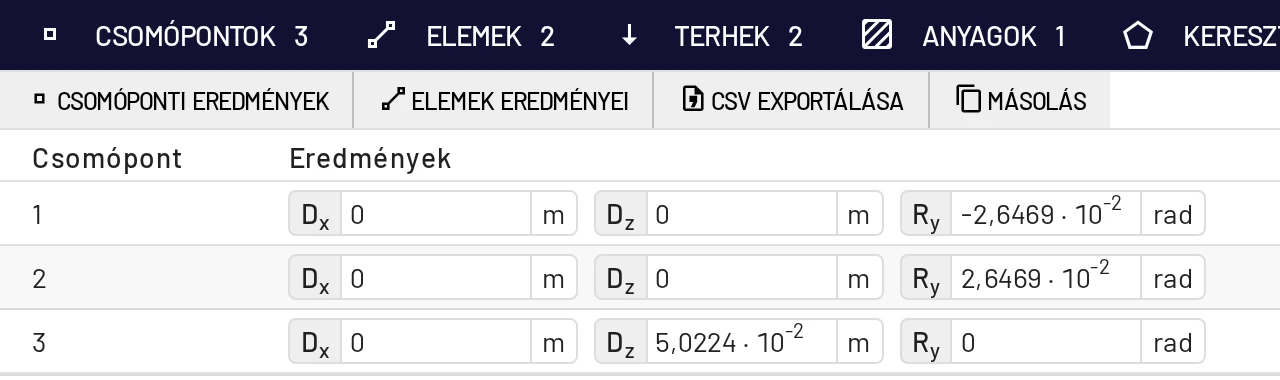 CSOMÓPONTOK 3 ELEMEK 2 TERHEK 2 ANYAGOK 1 KERESZT
CSOMÓPONTI EREDMÉNYEK ELEMEK EREDMÉNYEI CSV EXPORTÁLÁSA MÁSOLÁS
Csomópont Eredmények
1 Dx 0 m Dz 0 m Ry -2,6469 · 10^-2 rad
2 Dx 0 m Dz 0 m Ry 2,6469 · 10^-2 rad
3 Dx 0 m Dz 5,0224 · 10^-2 m Ry 0 rad